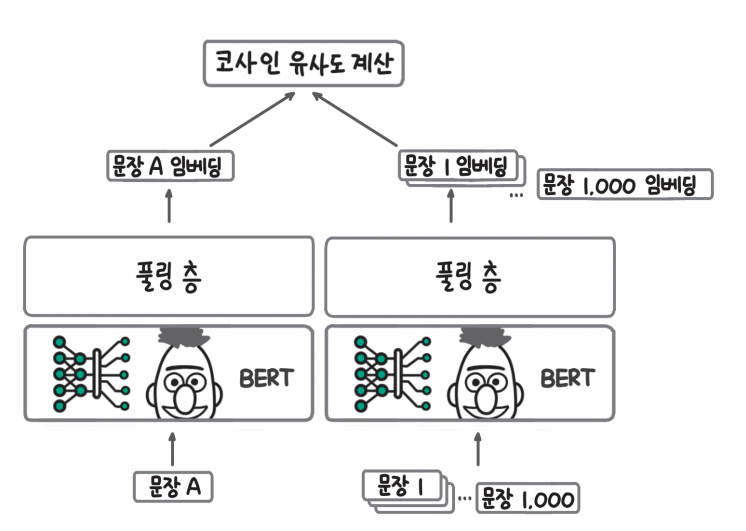 코사인 유사도 계산
문장 A 임베딩
문장 1 임베딩
... 문장 1,000 임베딩
풀링 층
풀링 층
BERT
BERT
문장 A
문장 1 ... 문장 1,000